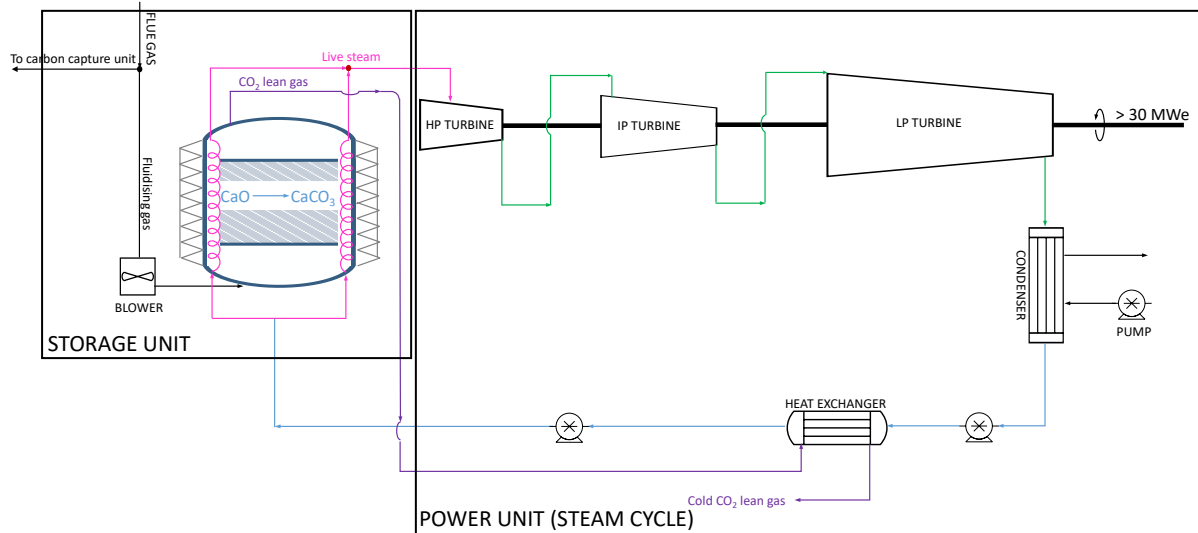 FLUE GAS
To carbon capture unit
Live steam
CO₂ lean gas
HP TURBINE
IP TURBINE
LP TURBINE
> 30 MWe
Fluidising gas
CaO
CaCO₃
BLOWER
CONDENSER
PUMP
STORAGE UNIT
HEAT EXCHANGER
Cold CO₂ lean gas
POWER UNIT (STEAM CYCLE)